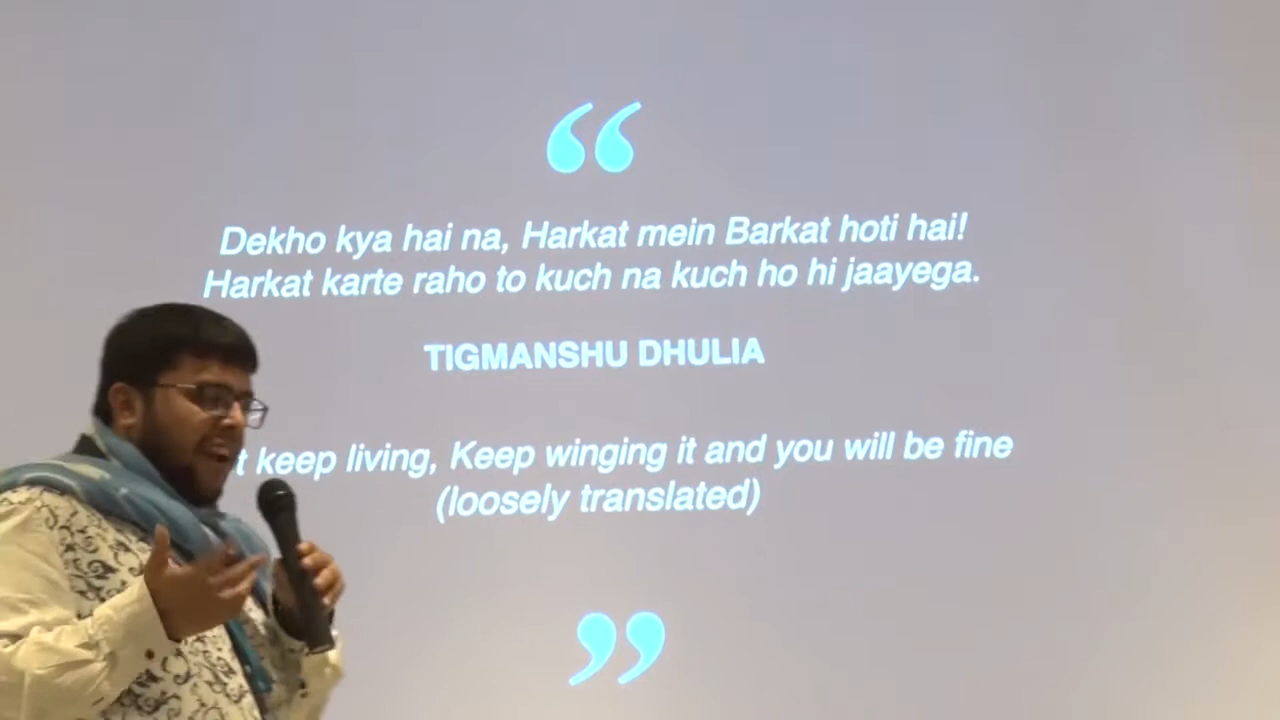 “
Dekho kya hai na, Harkat mein Barkat hoti hai!
Harkat karte raho to kuch na kuch ho hi jaayega.
TIGMANSHU DHULIA
keep living, Keep winging it and you will be fine
(loosely translated)
”